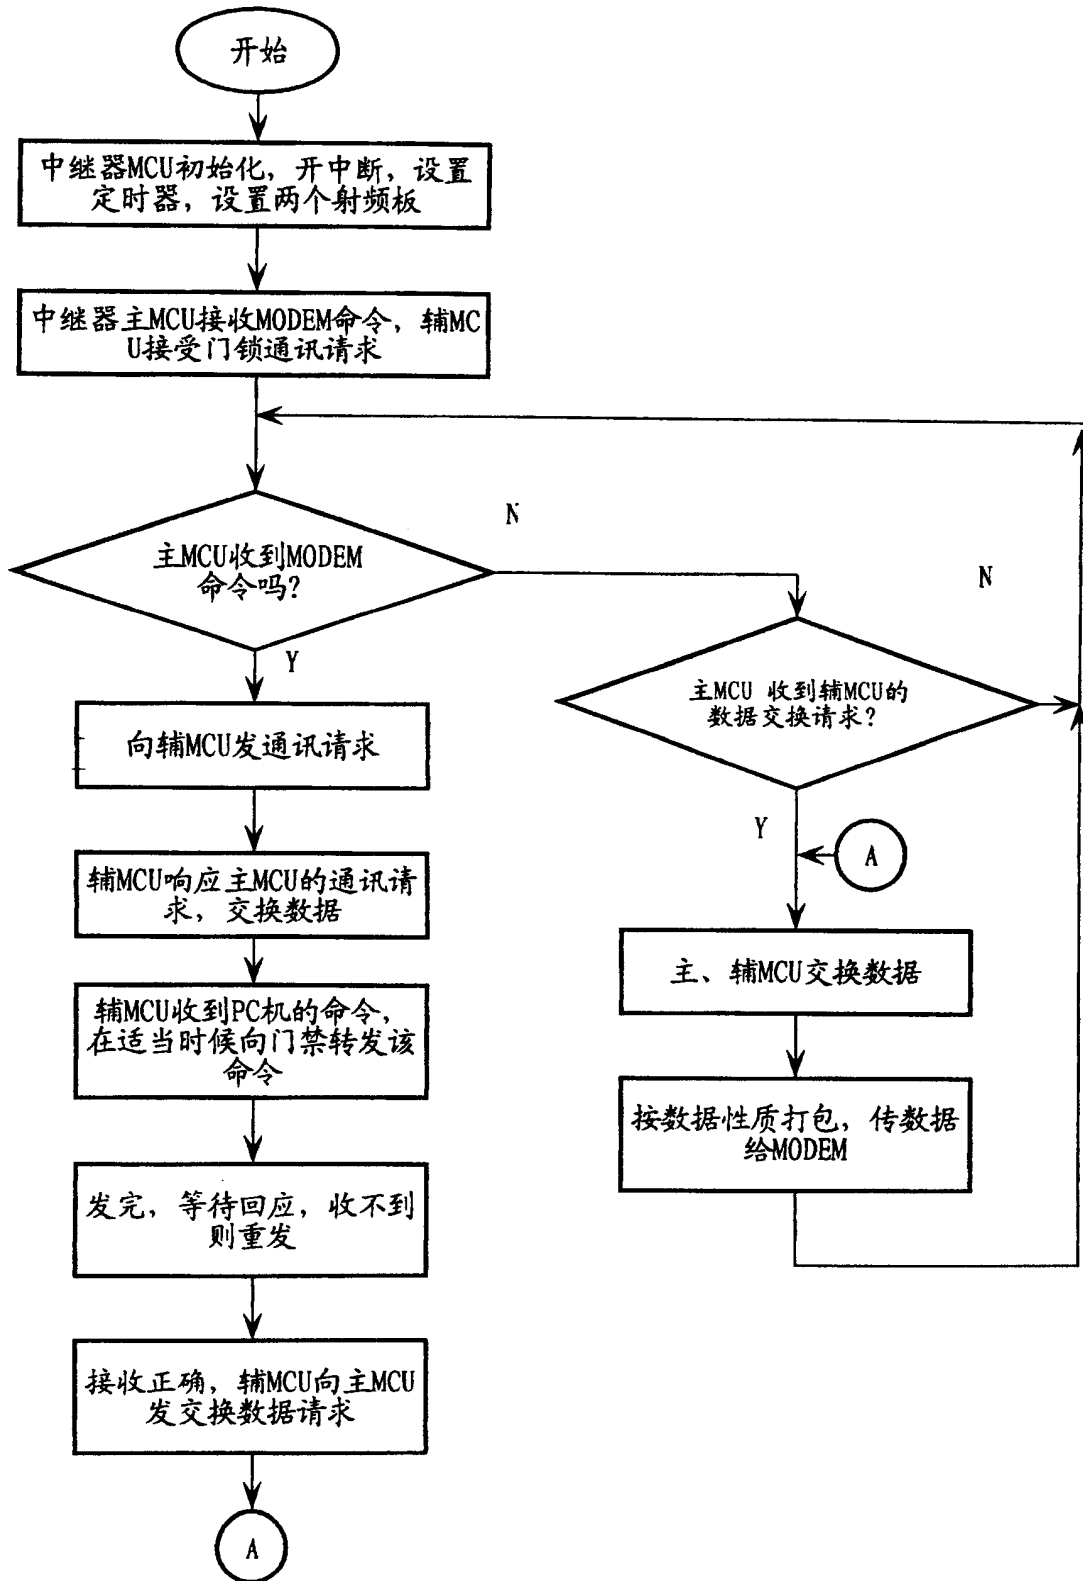 开始
中继器MCU初始化，开中断，设置
定时器，设置两个射频板
中继器主MCU接收MODEM命令，辅MC
U接受门锁通讯请求
主MCU收到MODEM
命令吗？
N
Y
向辅MCU发通讯请求
辅MCU响应主MCU的通讯请
求，交换数据
辅MCU收到PC机的命令，
在适当时候向门禁转发该
命令
发完，等待回应，收不到
则重发
接收正确，辅MCU向主MCU
发交换数据请求
A
主MCU 收到辅MCU的
数据交换请求？
N
Y
A
主、辅MCU交换数据
按数据性质打包，传数据
给MODEM